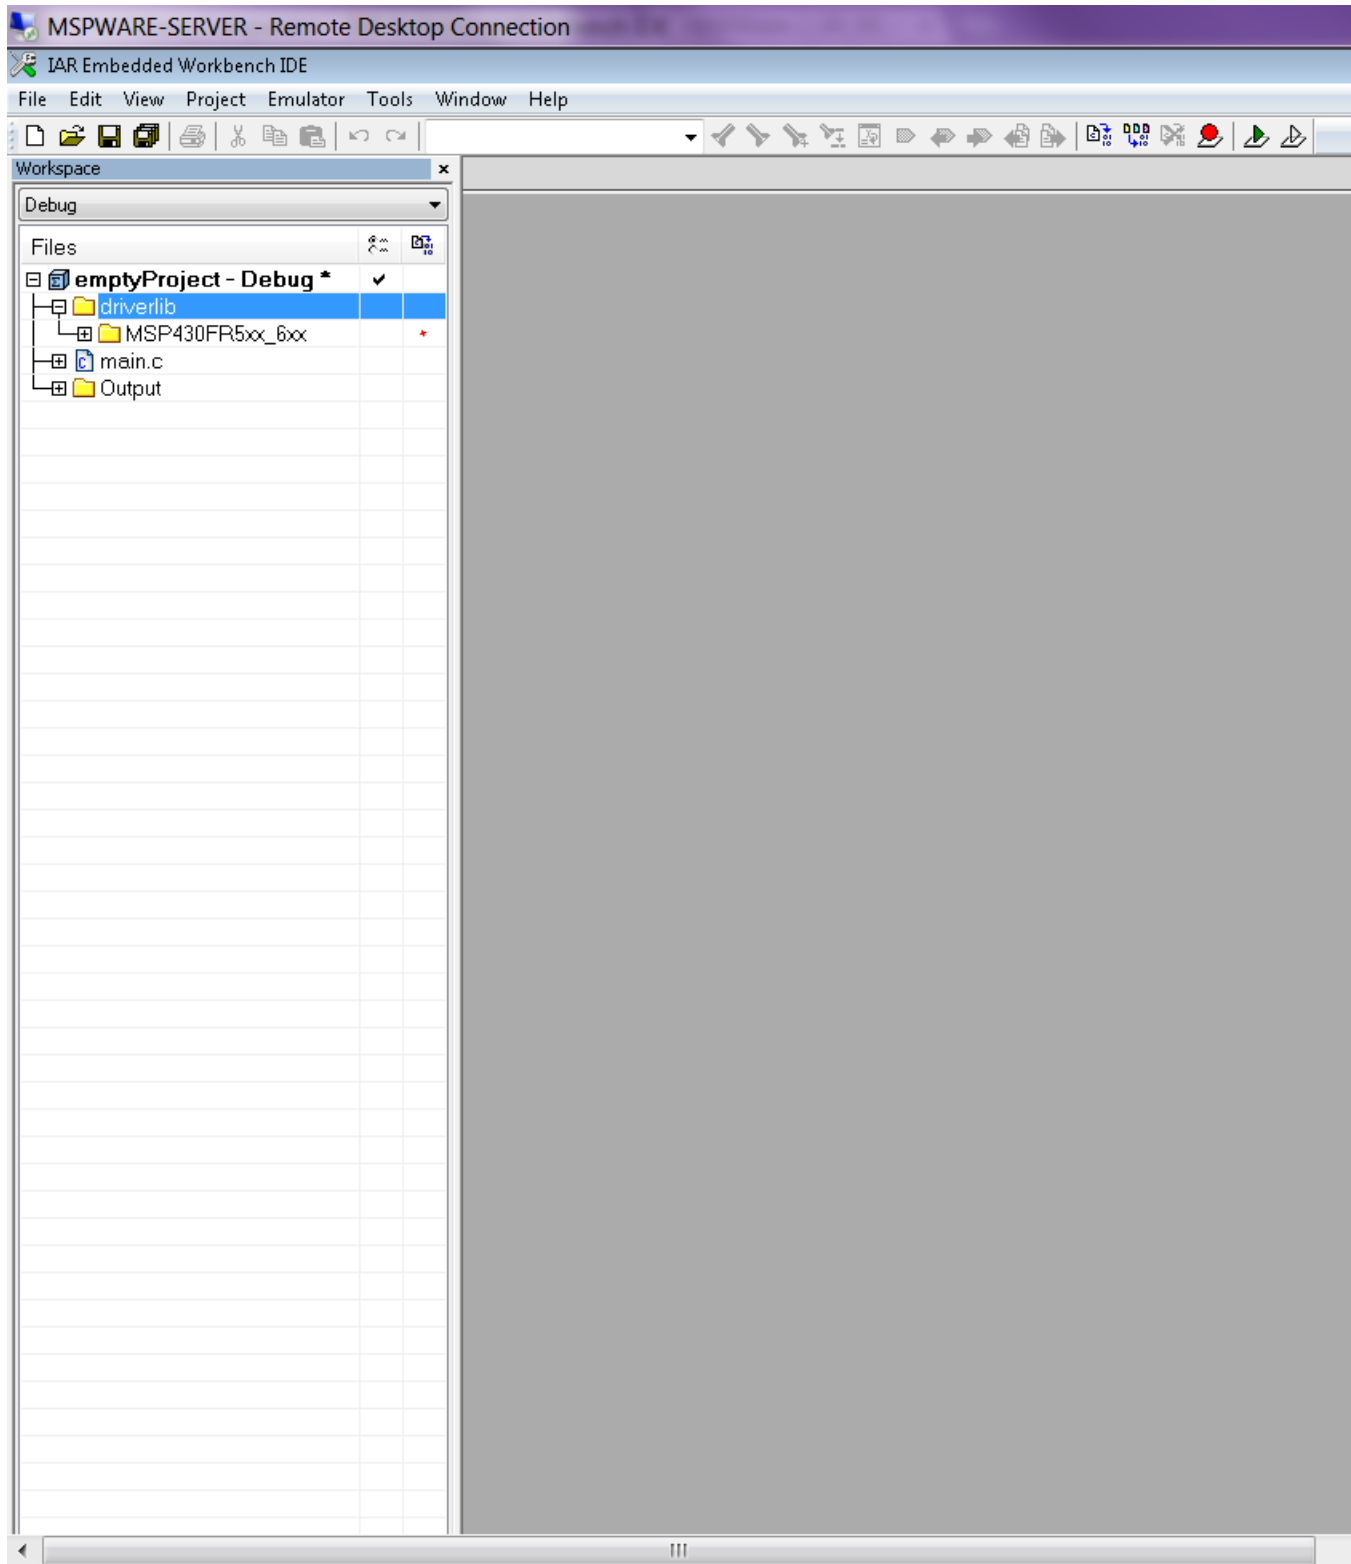 MSPWARE-SERVER - Remote Desktop Connection
IAR Embedded Workbench IDE
File Edit View Project Emulator Tools Window Help
Workspace
Debug
Files
emptyProject - Debug *
driverlib
MSP430FR5xx_6xx
main.c
Output